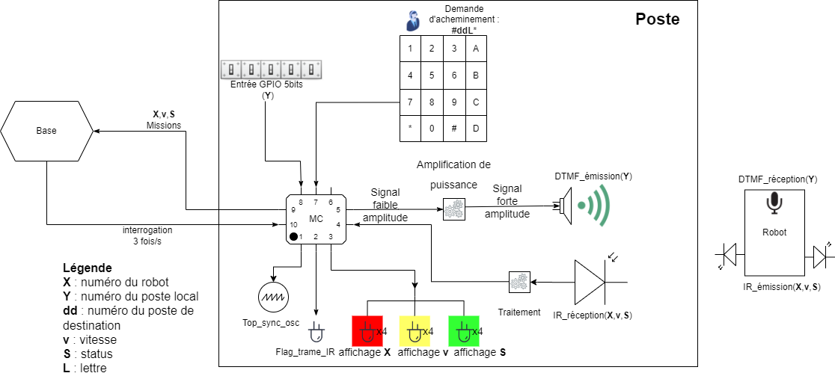 Poste
Demande
d'acheminement :
#ddL*
1 2 3 A
4 5 6 B
7 8 9 C
* 0 # D
Entrée GPIO 5bits
(Y)
Base
X,v,S
Missions
interrogation
3 fois/s
8 7 6
9 MC 5
10 4
1 2 3
Signal
faible
amplitude
Amplification de
puissance
Signal
forte
amplitude
DTMF_émission(Y)
DTMF_réception(Y)
Robot
IR_émission(X,v,S)
Traitement
IR_réception(X,v,S)
Top_sync_osc
Flag_trame_IR
x4 x4 x4
affichage X affichage v affichage S
Légende
X : numéro du robot
Y : numéro du poste local
dd : numéro du poste de
destination
v : vitesse
S : status
L : lettre